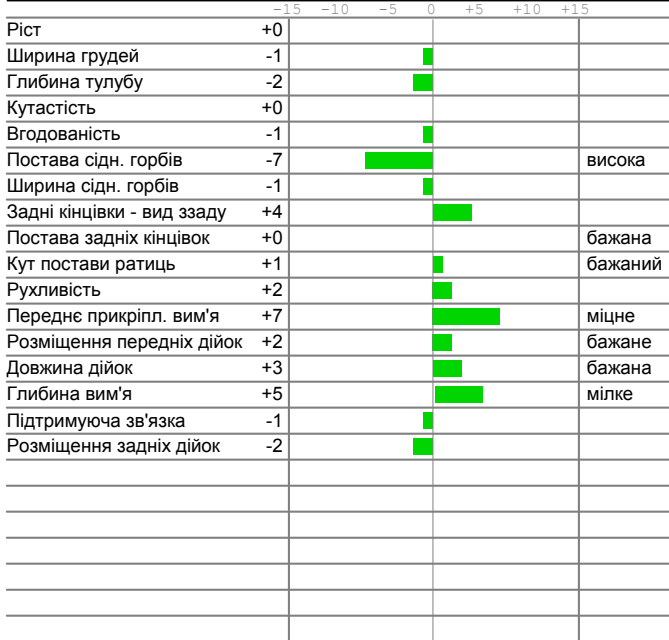 -15 -10 -5 0 +5 +10 +15
Ріст +0
Ширина грудей -1
Глибина тулубу -2
Кутастість +0
Вгодованість -1
Постава сідн. горбів -7 висока
Ширина сідн. горбів -1
Задні кінцівки - вид ззаду +4
Постава задніх кінцівок +0 бажана
Кут постави ратиць +1 бажаний
Рухливість +2
Переднє прикріпл. вим'я +7 міцне
Розміщення передніх дійок +2 бажане
Довжина дійок +3 бажана
Глибина вим'я +5 мілке
Підтримуюча зв'язка -1
Розміщення задніх дійок -2